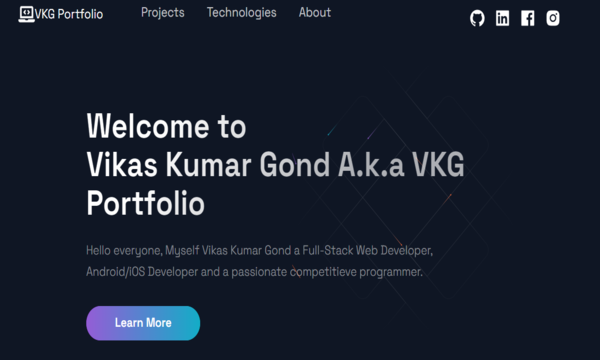 VKG Portfolio
Projects
Technologies
About
Welcome to
Vikas Kumar Gond A.k.a VKG
Portfolio
Hello everyone, Myself Vikas Kumar Gond a Full-Stack Web Developer,
Android/IOS Developer and a passionate competitieve programmer.
Learn More